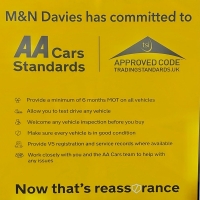 M&N Davies has committed to
AA Cars
Standards
APPROVED CODE
TRADINGSTANDARDS.UK
Provide a minimum of 6 months MOT on all vehicles
Allow you to test drive any vehicle
Welcome any vehicle inspection before you buy
Make sure every vehicle is in good condition
Provide V5 registration and service records where available
Work closely with you and the AA Cars team to help with
any issues
Now that's reassərance